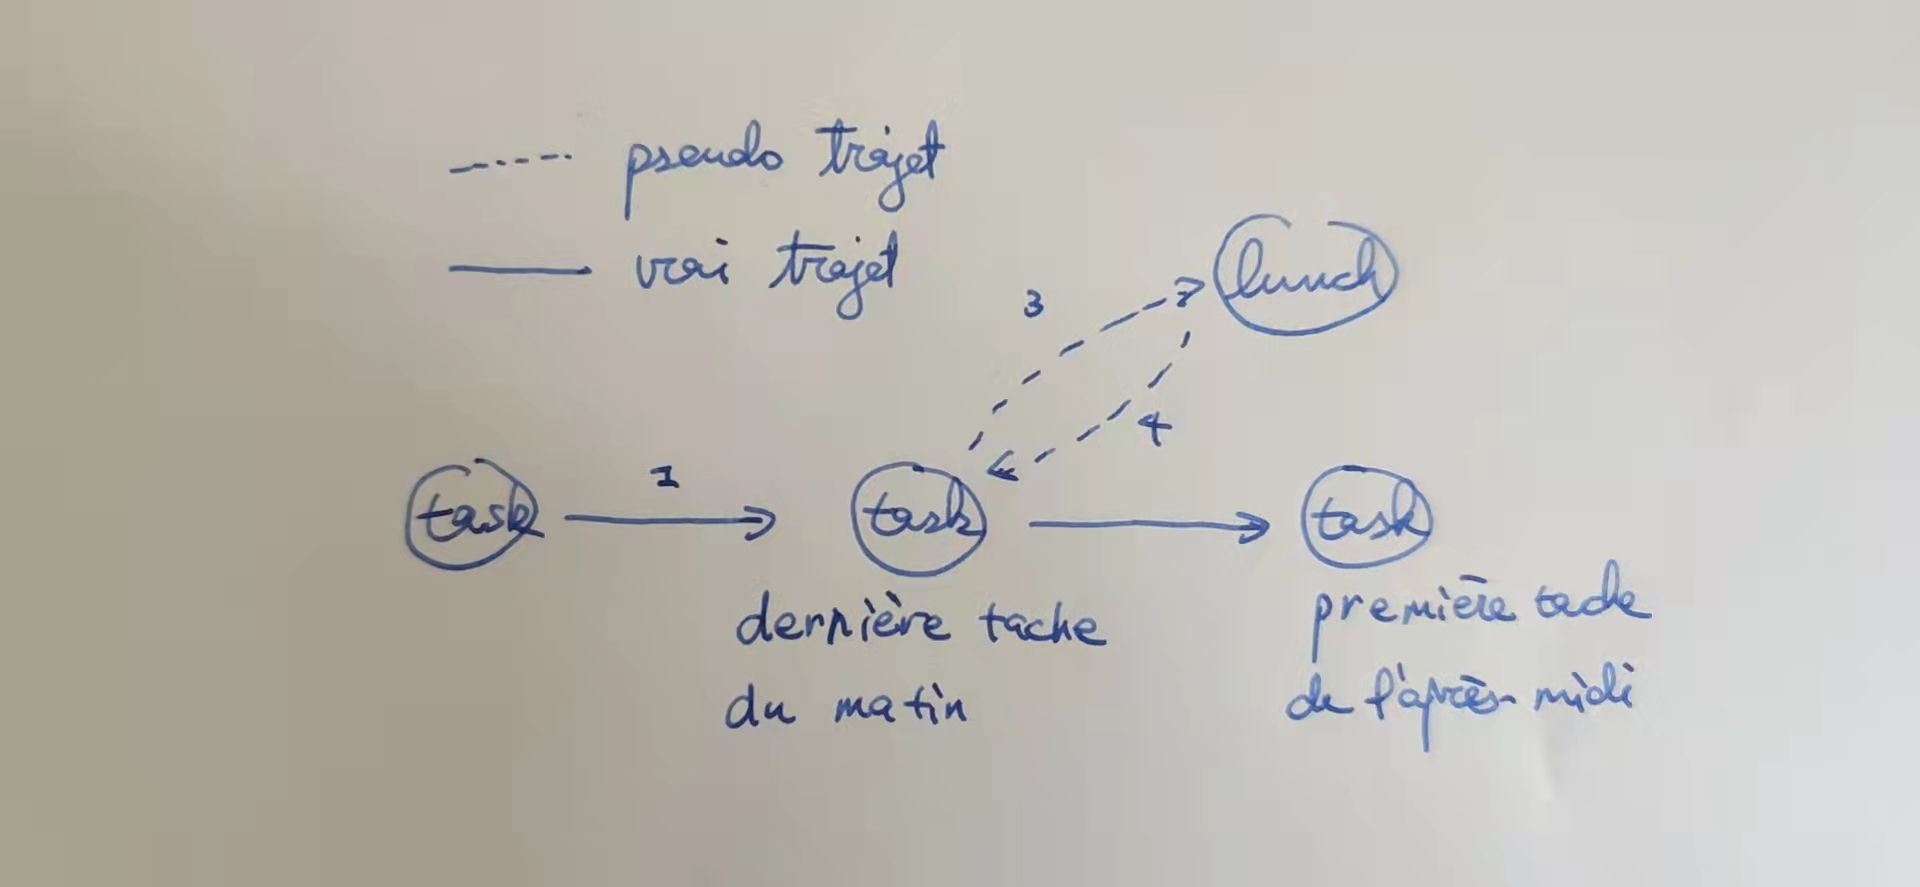 pseudo trajet
vrai trajet
lunch
3
4
task
1
task
task
dernière tache
du matin
première tache
de l'après-midi